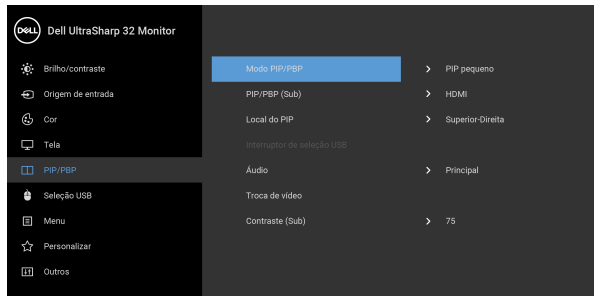 DELL Dell UltraSharp 32 Monitor
Brilho/contraste
Origem de entrada
Cor
Tela
PIP/PBP
Seleção USB
Menu
Personalizar
Outros
Modo PIP/PBP > PIP pequeno
PIP/PBP (Sub) > HDMI
Local do PIP > Superior-Direita
Interruptor de seleção USB
Áudio > Principal
Troca de vídeo
Contraste (Sub) > 75